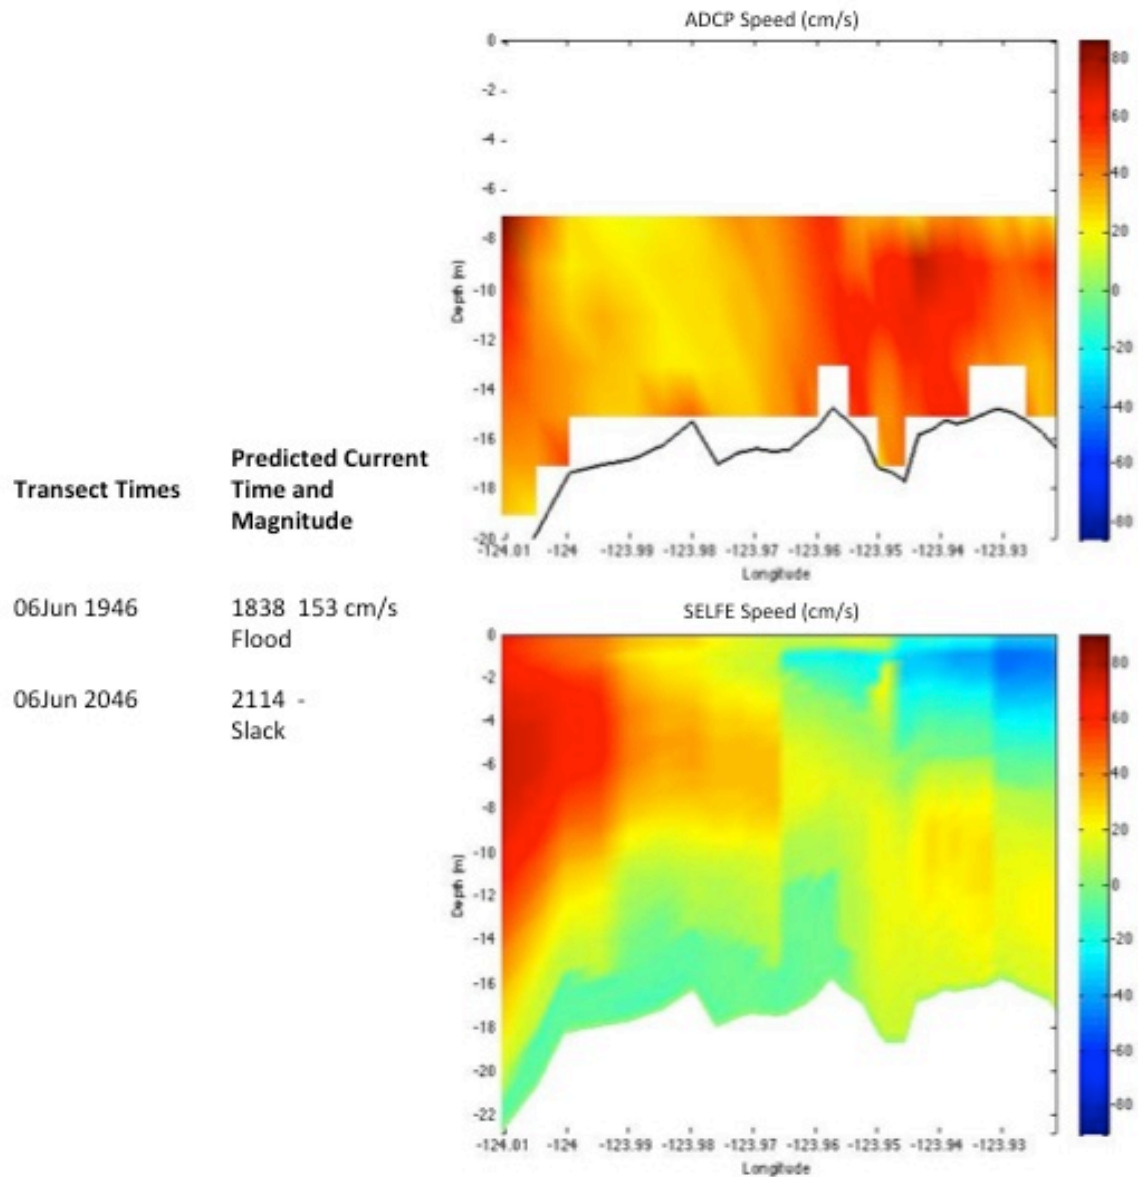 Transect Times
Predicted Current
Time and
Magnitude
06Jun 1946
1838 153 cm/s
Flood
06Jun 2046
2114 -
Slack
ADCP Speed (cm/s)
0
-2
-4
-6
-8
-10
-12
-14
-16
-18
-20
Depth (m)
-124.01 -124 -123.99 -123.98 -123.97 -123.96 -123.95 -123.94 -123.93
Longitude
80
60
40
20
0
-20
-40
-60
-80
SELFE Speed (cm/s)
0
-2
-4
-6
-8
-10
-12
-14
-16
-18
-20
-22
Depth (m)
-124.01 -124 -123.99 -123.98 -123.97 -123.96 -123.95 -123.94 -123.93
Longitude
80
60
40
20
0
-20
-40
-60
-80